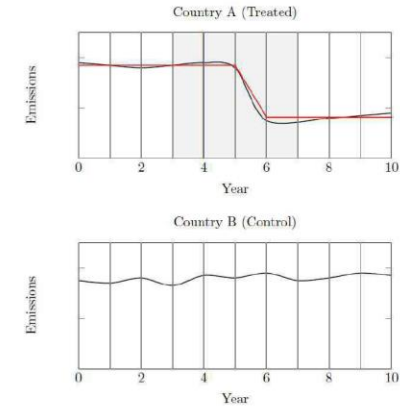 Country A (Treated)
Emissions
0 2 4 6 8 10
Year
Country B (Control)
Emissions
0 2 4 6 8 10
Year